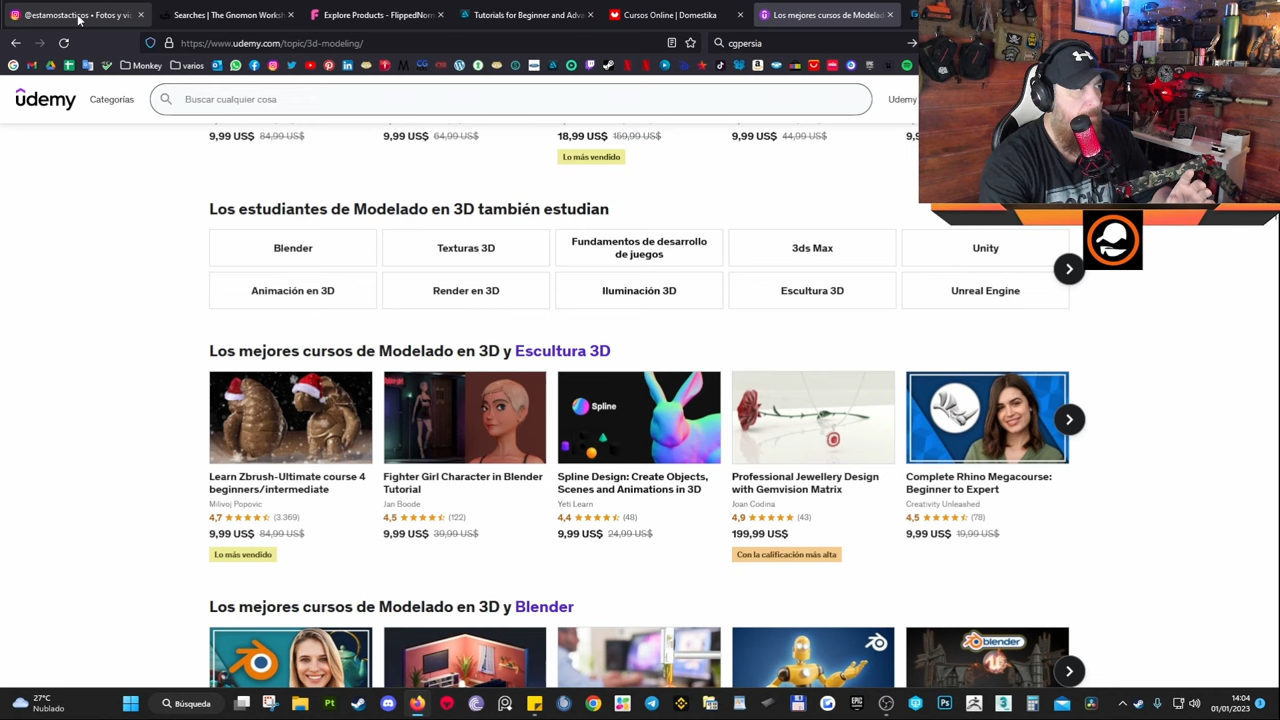 @estamostacticos • Fotos y vi
Searches | The Gnomon Worksh
Explore Products - FlippedNorm
Tutorials for Beginner and Adva
Cursos Online | Domestika
Los mejores cursos de Modelad
https://www.udemy.com/topic/3d-modeling/
cgpersia
Monkey
varios
udemy
Categorías
Buscar cualquier cosa
Udemy
9,99 US$ 84,99 US$
9,99 US$ 64,99 US$
18,99 US$ 159,99 US$
9,99 US$ 44,99 US$
9,9
Lo más vendido
Los estudiantes de Modelado en 3D también estudian
Blender
Texturas 3D
Fundamentos de desarrollo
de juegos
3ds Max
Unity
Animación en 3D
Render en 3D
Iluminación 3D
Escultura 3D
Unreal Engine
Los mejores cursos de Modelado en 3D y Escultura 3D
Spline
Learn Zbrush-Ultimate course 4
beginners/intermediate
Milivoj Popovic
4,7 (3.369)
9,99 US$ 84,99 US$
Lo más vendido
Fighter Girl Character in Blender
Tutorial
Jan Boode
4,5 (122)
9,99 US$ 39,99 US$
Spline Design: Create Objects,
Scenes and Animations in 3D
Yeti Learn
4,4 (48)
9,99 US$ 24,99 US$
Professional Jewellery Design
with Gemvision Matrix
Joan Codina
4,9 (43)
199,99 US$
Con la calificación más alta
Complete Rhino Megacourse:
Beginner to Expert
Creativity Unleashed
4,5 (78)
9,99 US$ 19,99 US$
Los mejores cursos de Modelado en 3D y Blender
blender
27°C
Nublado
Búsqueda
Pt
EPIC
Ps
3
14:04
01/01/2023